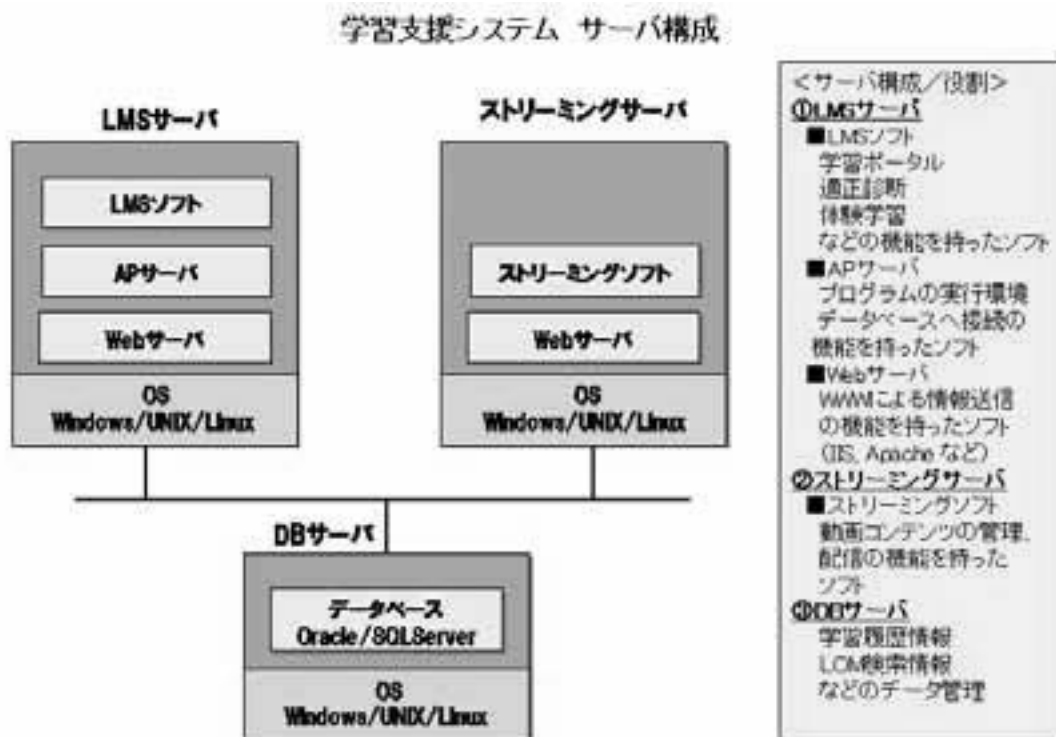 学習支援システム サーバ構成
LMSサーバ
LMSソフト
APサーバ
Webサーバ
OS
Windows/UNIX/Linux
ストリーミングサーバ
ストリーミングソフト
Webサーバ
OS
Windows/UNIX/Linux
DBサーバ
データベース
Oracle/SQLServer
OS
Windows/UNIX/Linux
<サーバ構成/役割>
①LMSサーバ
■LMSソフト
学習ポータル
適正診断
体験学習
などの機能を持ったソフト
■APサーバ
プログラムの実行環境
データベースへ接続の
機能を持ったソフト
■Webサーバ
WWWによる情報送信
の機能を持ったソフト
(IIS, Apache など)
②ストリーミングサーバ
■ストリーミングソフト
動画コンテンツの管理、
配信の機能を持った
ソフト
③DBサーバ
学習履歴情報
LOM検索情報
などのデータ管理